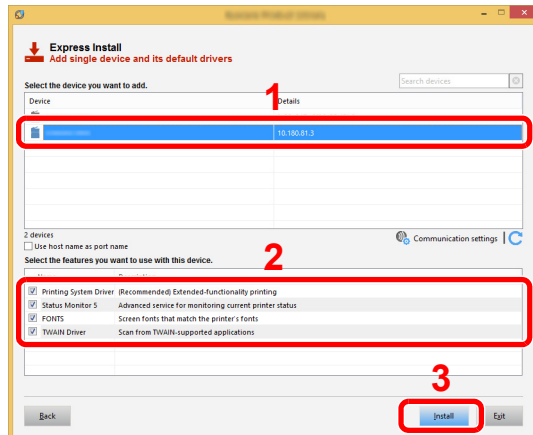 Express Install
Add single device and its default drivers
Select the device you want to add.
Search devices
1
Device Details
10.180.81.3
2 devices
Communication settings
Use host name as port name
2
Select the features you want to use with this device.
Printing System Driver (Recommended) Extended-functionality printing
Status Monitor 5 Advanced service for monitoring current printer status
FONTS Screen fonts that match the printer's fonts
TWAIN Driver Scan from TWAIN-supported applications
3
Back Install Exit